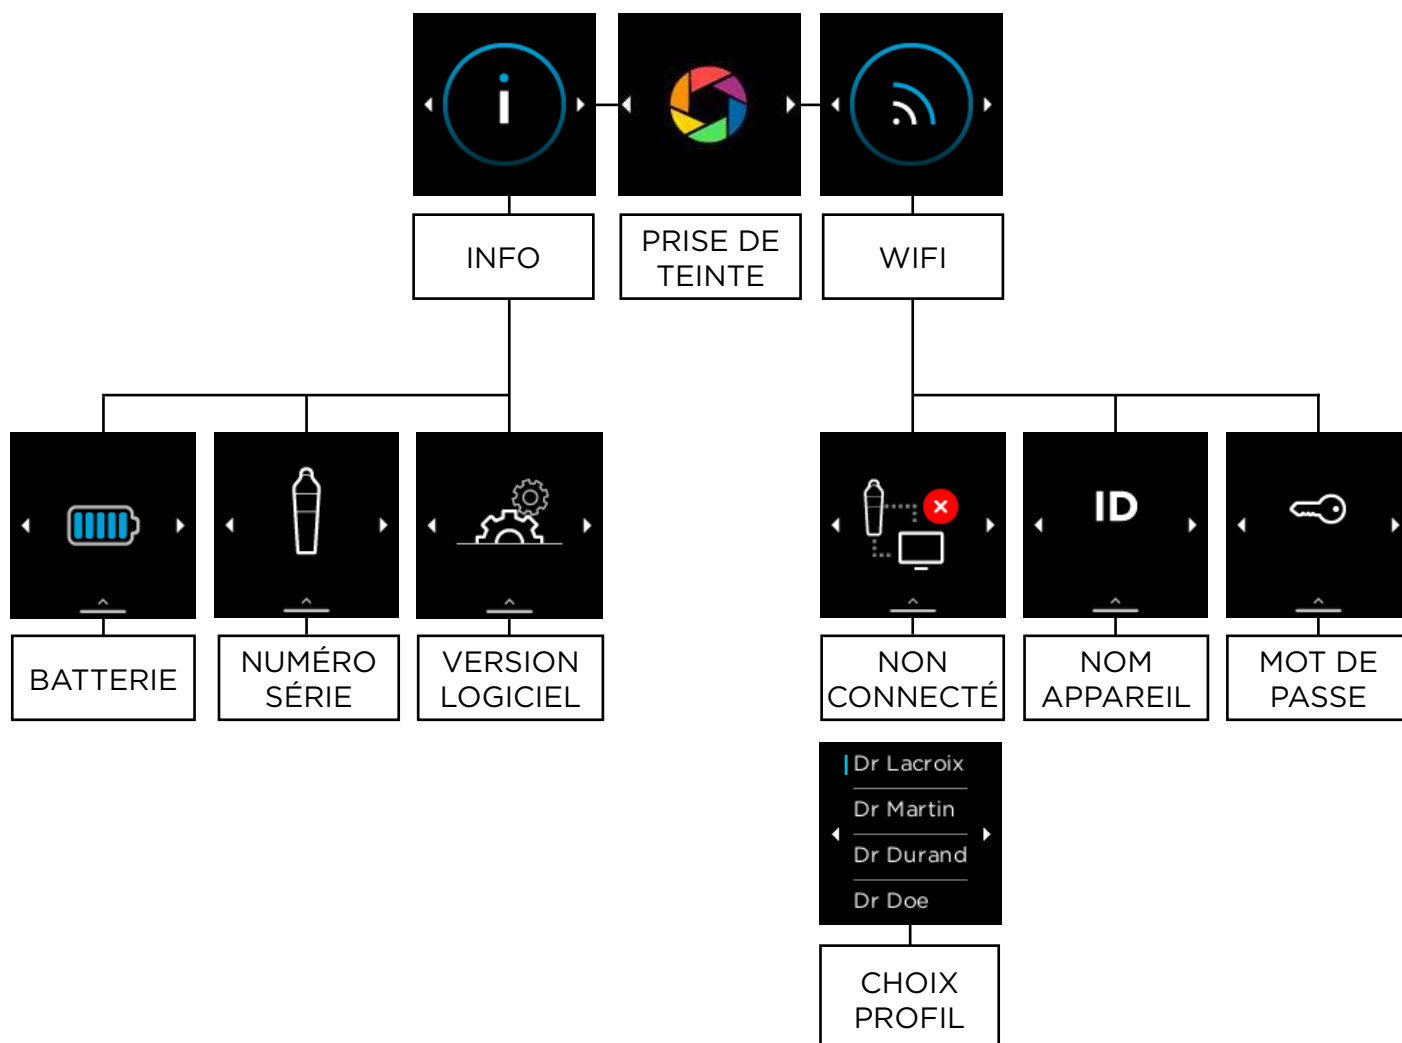 INFO
PRISE DE
TEINTE
WIFI
BATTERIE
NUMÉRO
SÉRIE
VERSION
LOGICIEL
ID
NON
CONNECTÉ
NOM
APPAREIL
MOT DE
PASSE
Dr Lacroix
Dr Martin
Dr Durand
Dr Doe
CHOIX
PROFIL